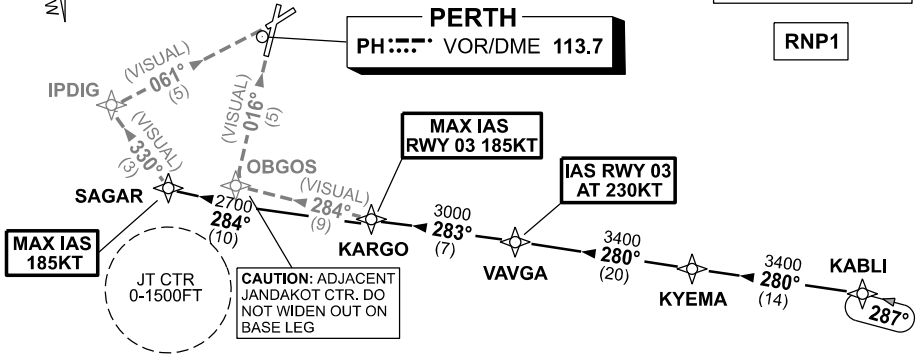 PERTH
PH VOR/DME 113.7
RNP1
(VISUAL)
061°
(5)
IPDIG
(VISUAL)
016°
(5)
(VISUAL)
330°
(3)
MAX IAS
RWY 03 185KT
OBGOS
(VISUAL)
284°
(9)
IAS RWY 03
AT 230KT
SAGAR
2700
284°
(10)
KARGO
3000
283°
(7)
VAVGA
3400
280°
(20)
KYEMA
3400
280°
(14)
KABLI
287°
MAX IAS
185KT
JT CTR
0-1500FT
CAUTION: ADJACENT
JANDAKOT CTR. DO
NOT WIDEN OUT ON
BASE LEG